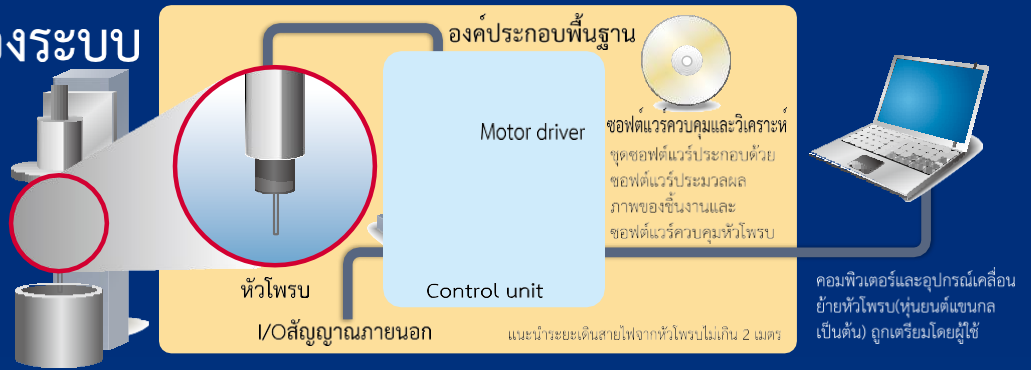 องระบบ
องค์ประกอบพื้นฐาน
Motor driver
ซอฟต์แวร์ควบคุมและวิเคราะห์
ชุดซอฟต์แวร์ประกอบด้วย
ซอฟต์แวร์ประมวลผล
ภาพของชิ้นงานและ
ซอฟต์แวร์ควบคุมหัวโพรบ
หัวโพรบ
Control unit
I/Oสัญญาณภายนอก
แนะนำระยะเดินสายไฟจากหัวโพรบไม่เกิน 2 เมตร
คอมพิวเตอร์และอุปกรณ์เคลื่อน
ย้ายหัวโพรบ(หุ่นยนต์แขนกล
เป็นต้น) ถูกเตรียมโดยผู้ใช้